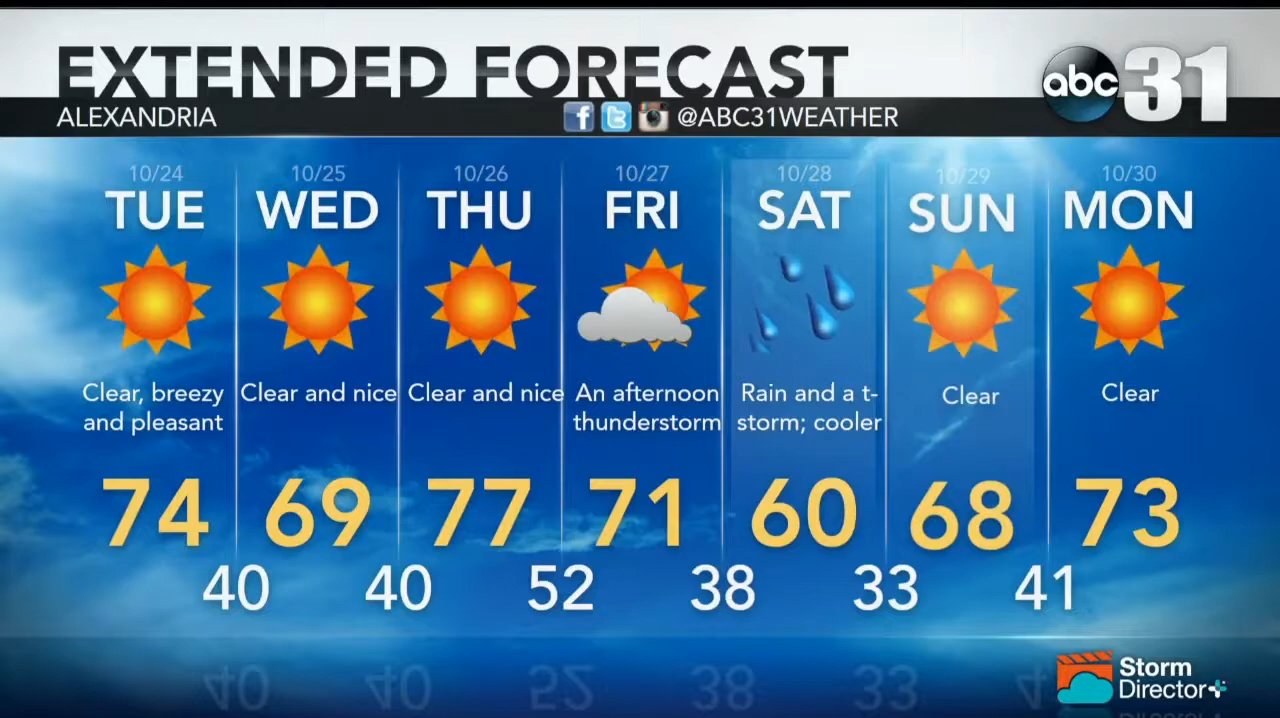 EXTENDED FORECAST
abc 31
ALEXANDRIA
@ABC31WEATHER
10/24
TUE
Clear, breezy
and pleasant
74
10/25
WED
Clear and nice
69
10/26
THU
Clear and nice
77
10/27
FRI
An afternoon
thunderstorm
71
10/28
SAT
Rain and a t-
storm; cooler
60
10/29
SUN
Clear
68
10/30
MON
Clear
73
40 40 52 38 33 41
Storm
Director+